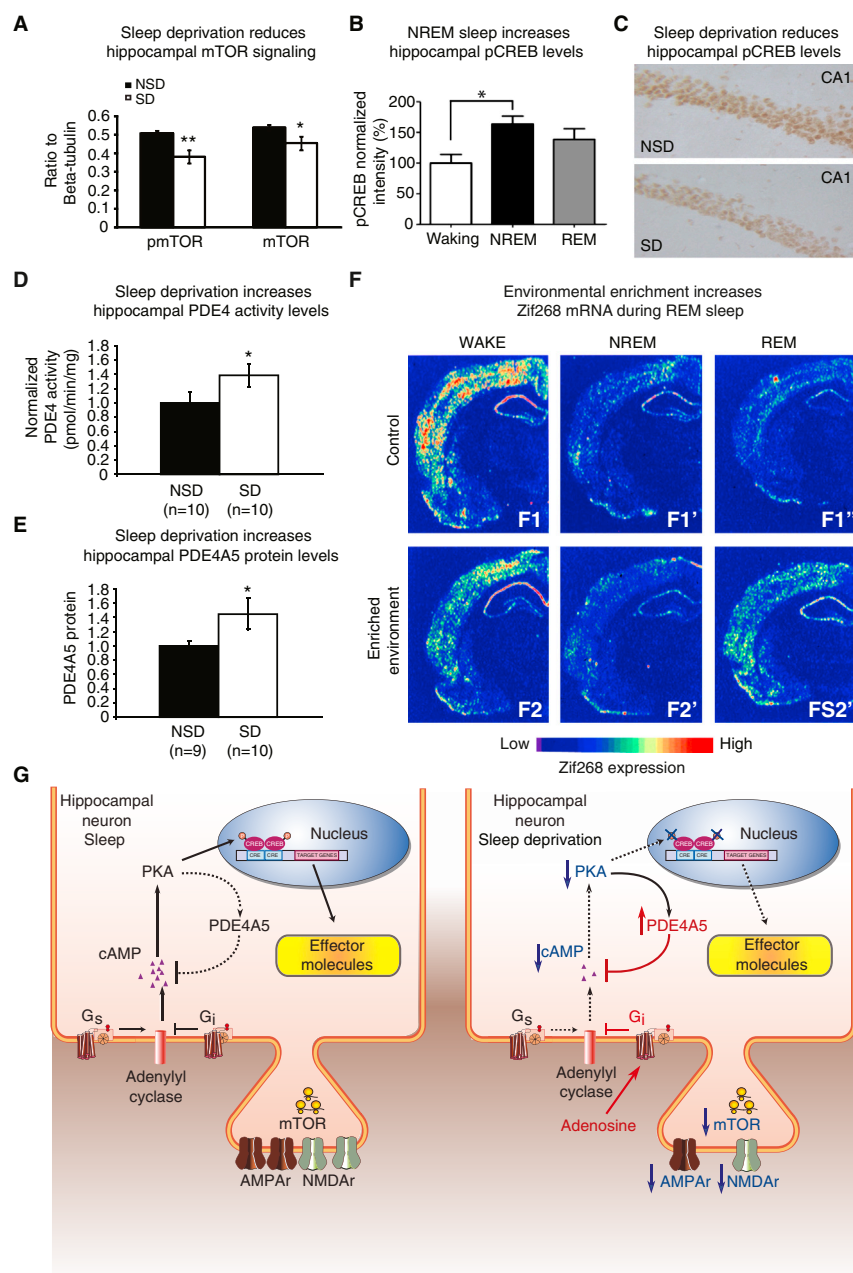 A
Sleep deprivation reduces
hippocampal mTOR signaling
NSD
SD
Ratio to
Beta-tubulin
0.6
0.5
0.4
0.3
0.2
0.1
0
**
*
pmTOR
mTOR
B
NREM sleep increases
hippocampal pCREB levels
pCREB normalized
intensity (%)
200
150
100
50
0
*
Waking
NREM
REM
C
Sleep deprivation reduces
hippocampal pCREB levels
CA1
NSD
CA1
SD
D
Sleep deprivation increases
hippocampal PDE4 activity levels
Normalized
PDE4 activity
(pmol/min/mg)
1.8
1.6
1.4
1.2
1.0
0.8
0.6
0.4
0.2
0
*
NSD
(n=10)
SD
(n=10)
E
Sleep deprivation increases
hippocampal PDE4A5 protein levels
PDE4A5 protein
1.8
1.6
1.4
1.2
1.0
0.8
0.6
0.4
0.2
0
*
NSD
(n=9)
SD
(n=10)
F
Environmental enrichment increases
Zif268 mRNA during REM sleep
WAKE
NREM
REM
Control
F1
F1'
F1''
Enriched
environment
F2
F2'
FS2'
Low
High
Zif268 expression
G
Hippocampal
neuron
Sleep
Nucleus
CREB CREB
CRE CRE TARGET GENES
PKA
PDE4A5
cAMP
Effector
molecules
Gs
Gi
Adenylyl
cyclase
mTOR
AMPAr NMDAr
Hippocampal
neuron
Sleep deprivation
Nucleus
CREB CREB
CRE CRE TARGET GENES
PKA
PDE4A5
cAMP
Effector
molecules
Gs
Gi
Adenylyl
cyclase
Adenosine
mTOR
AMPAr NMDAr